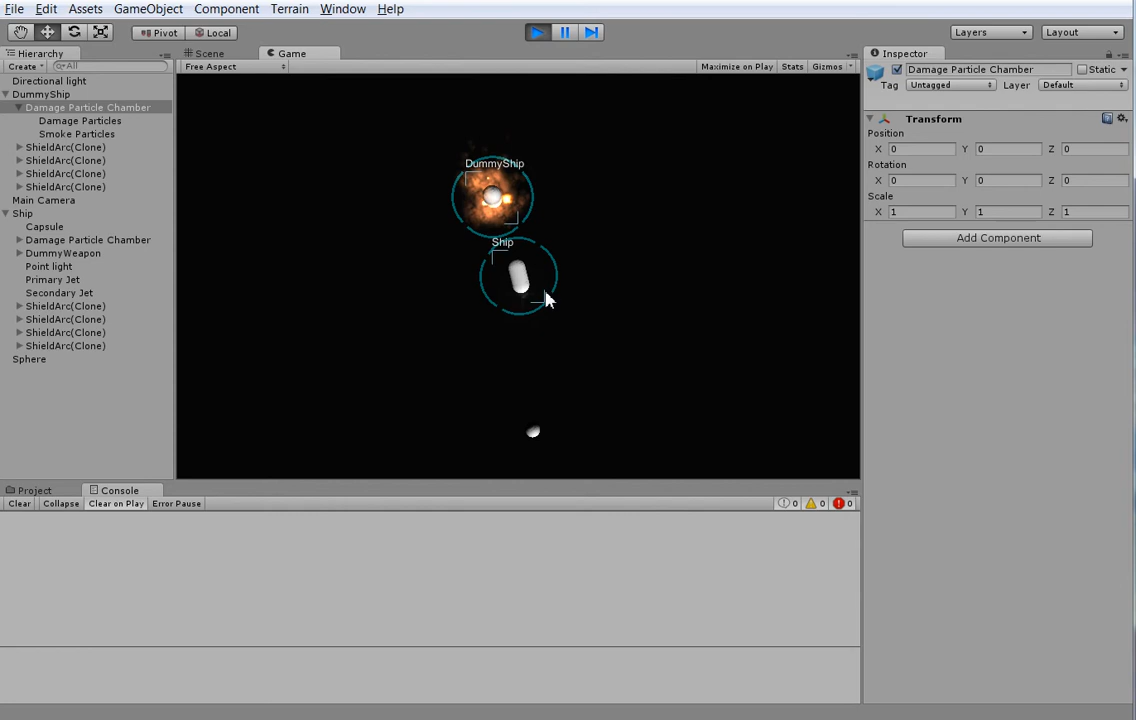 File Edit Assets GameObject Component Terrain Window Help
Pivot Local Layers Layout
Hierarchy
Create All
Directional light
DummyShip
Damage Particle Chamber
Damage Particles
Smoke Particles
ShieldArc(Clone)
ShieldArc(Clone)
ShieldArc(Clone)
ShieldArc(Clone)
Main Camera
Ship
Capsule
Damage Particle Chamber
DummyWeapon
Point light
Primary Jet
Secondary Jet
ShieldArc(Clone)
ShieldArc(Clone)
ShieldArc(Clone)
ShieldArc(Clone)
Sphere
Scene Game
Free Aspect Maximize on Play Stats Gizmos
DummyShip
Ship
Inspector
Damage Particle Chamber Static
Tag Untagged Layer Default
Transform
Position
X 0 Y 0 Z 0
Rotation
X 0 Y 0 Z 0
Scale
X 1 Y 1 Z 1
Add Component
Project Console
Clear Collapse Clear on Play Error Pause 0 0 0